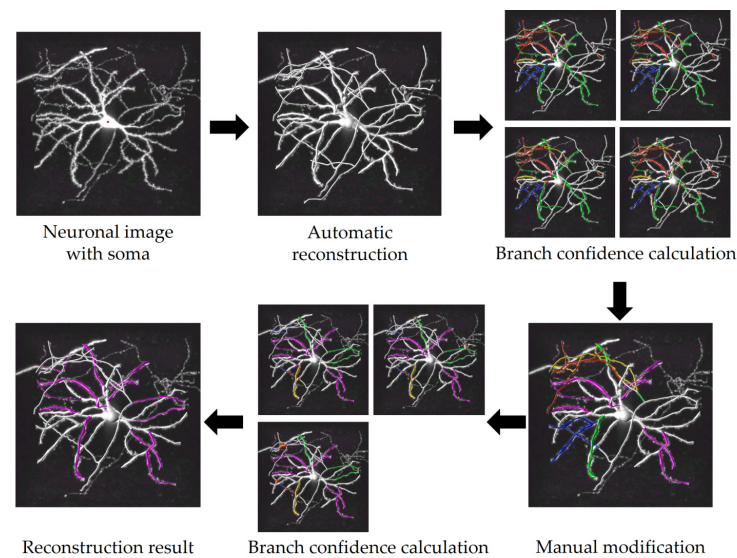 Neuronal image
with soma
Automatic
reconstruction
Branch confidence calculation
Reconstruction result
Branch confidence calculation
Manual modification